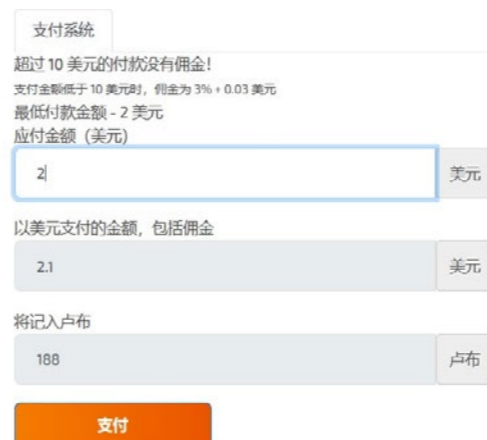 支付系统
超过 10 美元的付款没有佣金!
支付金额低于 10 美元时，佣金为 3% + 0.03 美元
最低付款金额 - 2 美元
应付金额（美元）
2 美元
以美元支付的金额，包括佣金
2.1 美元
将记入卢布
188 卢布
支付